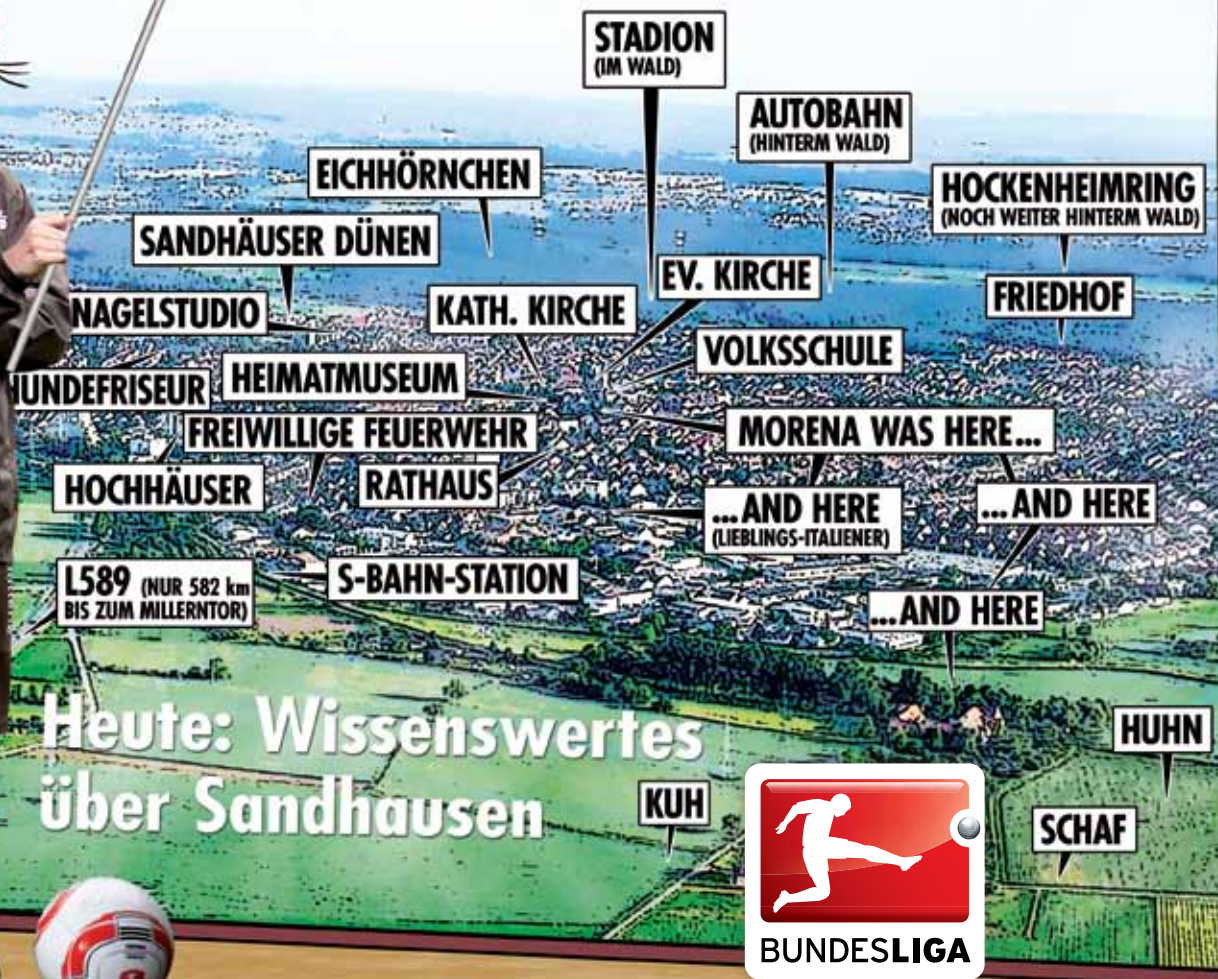 STADION
(IM WALD)
AUTOBAHN
(HINTERM WALD)
EICHHÖRNCHEN
HOCKENHEIMRING
(NOCH WEITER HINTERM WALD)
SANDHÄUSER DÜNEN
EV. KIRCHE
FRIEDHOF
NAGELSTUDIO
KATH. KIRCHE
VOLKSSCHULE
HEIMATMUSEUM
HUNDEFRISEUR
FREIWILLIGE FEUERWEHR
MORENA WAS HERE...
HOCHHÄUSER
RATHAUS
...AND HERE
(LIEBLINGS-ITALIENER)
...AND HERE
L589 (NUR 582 km
BIS ZUM MILLERNTOR)
S-BAHN-STATION
...AND HERE
Heute: Wissenswertes
über Sandhausen
HUHN
KUH
SCHAF
BUNDESLIGA